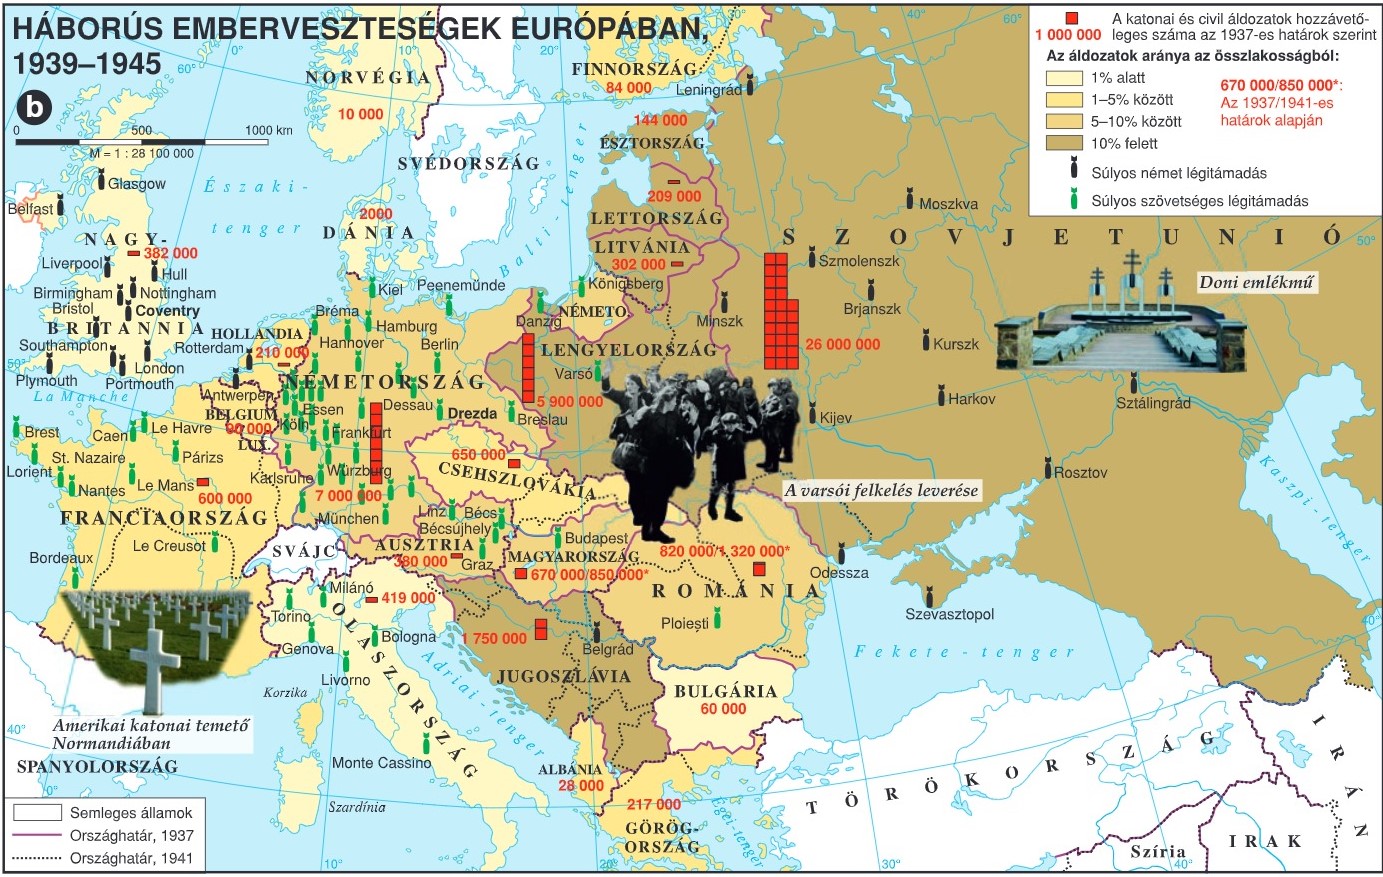 HÁBORÚS EMBERVESZTESÉGEK EURÓPÁBAN,
1939–1945
b
0 500 1000 km
M = 1 : 28 100 000
1 000 000
A katonai és civil áldozatok hozzávető-
leges száma az 1937-es határok szerint
Az áldozatok aránya az összlakosságból:
1% alatt
1–5% között
5–10% között
10% felett
670 000/850 000*:
Az 1937/1941-es
határok alapján
Súlyos német légitámadás
Súlyos szövetséges légitámadás
0°
10°
20°
60°
50°
60°
50°
40°
NORVÉGIA
10 000
SVÉDORSZÁG
FINNORSZÁG
84 000
Leningrád
144 000
ÉSZTORSZÁG
209 000
LETTORSZÁG
LITVÁNIA
302 000
Északi-
tenger
Balti-tenger
2000
DÁNIA
Glasgow
Belfast
NAGY-
BRITANNIA
382 000
Liverpool
Hull
Birmingham
Nottingham
Bristol
Coventry
Southampton
London
Plymouth
Portmouth
La Manche
HOLLANDIA
Rotterdam
210 000
Antwerpen
BELGIUM
90 000
LUX.
Kiel
Peenemünde
Bréma
Hamburg
Hannover
Berlin
NÉMETORSZÁG
Essen
Dessau
Köln
Drezda
Frankfurt
Breslau
Würzburg
Karlsruhe
7 000 000
München
Königsberg
NÉMETO.
Danzig
LENGYELORSZÁG
Varsó
5 900 000
SZOVJETUNIÓ
Moszkva
Szmolenszk
Brjanszk
Minszk
Kurszk
26 000 000
Harkov
Kijev
Sztálingrád
Rosztov
Odessza
Szevasztopol
Doni emlékmű
A varsói felkelés leverése
Kaszpi-tenger
Fekete-tenger
Brest
Caen
Le Havre
St. Nazaire
Párizs
Lorient
Le Mans
Nantes
600 000
FRANCIAORSZÁG
Le Creusot
Bordeaux
SVÁJC
650 000
CSEHSZLOVÁKIA
Linz
Bécs
Bécsújhely
AUSZTRIA
380 000
Graz
Budapest
MAGYARORSZÁG
670 000/850 000*
820 000/1 320 000*
ROMÁNIA
Ploiești
Milánó
419 000
Torino
Genova
Bologna
Livorno
OLASZORSZÁG
Monte Cassino
Adriai-tenger
Korzika
Szardínia
1 750 000
Belgrád
JUGOSZLÁVIA
BULGÁRIA
60 000
ALBÁNIA
28 000
217 000
GÖRÖG-
ORSZÁG
Égei-tenger
TÖRÖKORSZÁG
Szíria
IRAK
IRÁN
Amerikai katonai temető
Normandiában
40°
SPANYOLORSZÁG
Semleges államok
Országhatár, 1937
Országhatár, 1941
0°
10°
20°
30°
40°